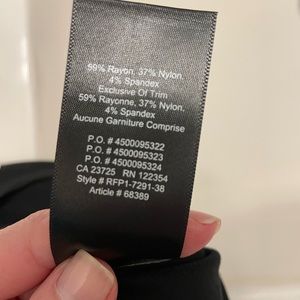 59% Rayon, 37% Nylon,
4% Spandex
Exclusive Of Trim
59% Rayonne, 37% Nylon,
4% Spandex
Aucune Garniture Comprise
P.O. # 4500095322
P.O. # 4500095323
P.O. # 4500095324
CA 23725 RN 122354
Style # RFP1-7291-38
Article # 68389